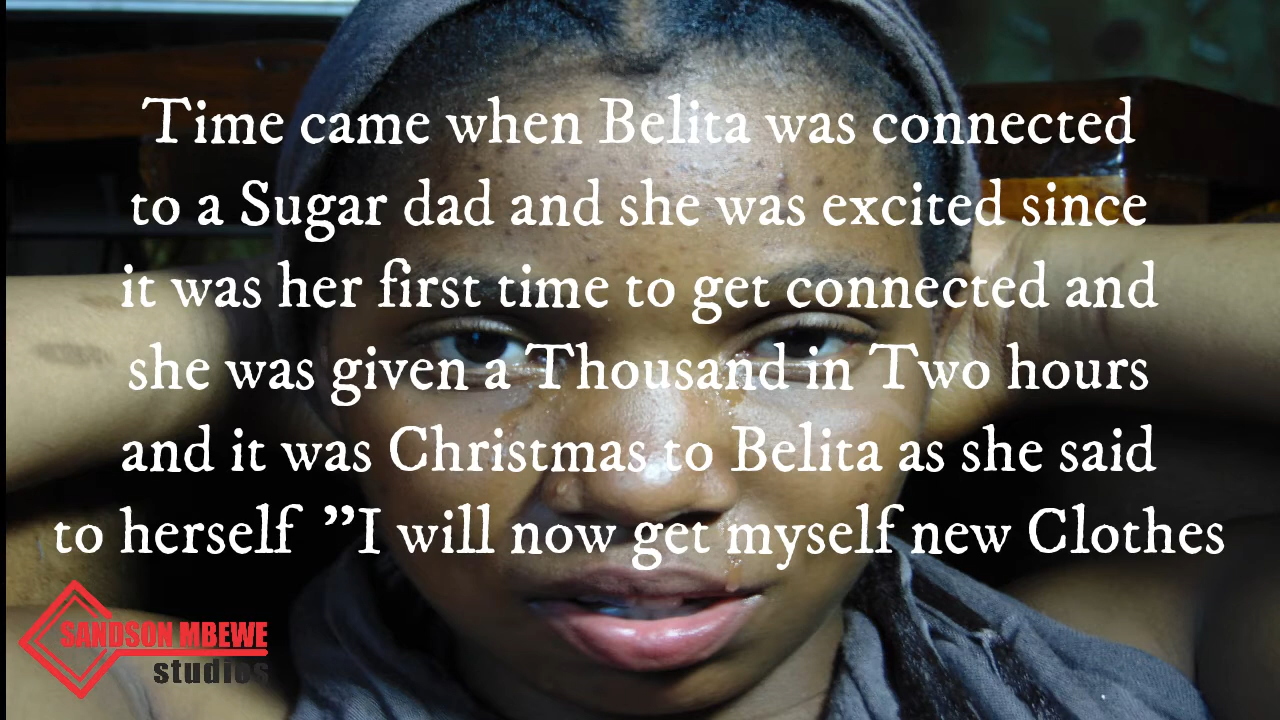 Time came when Belita was connected
to a Sugar dad and she was excited since
it was her first time to get connected and
she was given a Thousand in Two hours
and it was Christmas to Belita as she said
to herself ”I will now get myself new Clothes
SANDSON MBEWE
studios